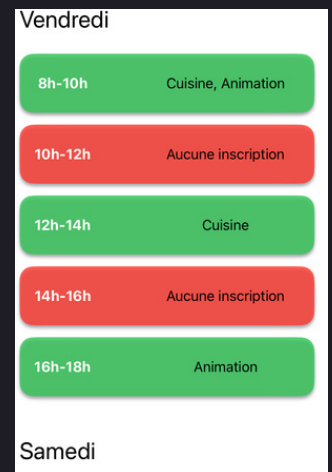 Vendredi
8h-10h Cuisine, Animation
10h-12h Aucune inscription
12h-14h Cuisine
14h-16h Aucune inscription
16h-18h Animation
Samedi